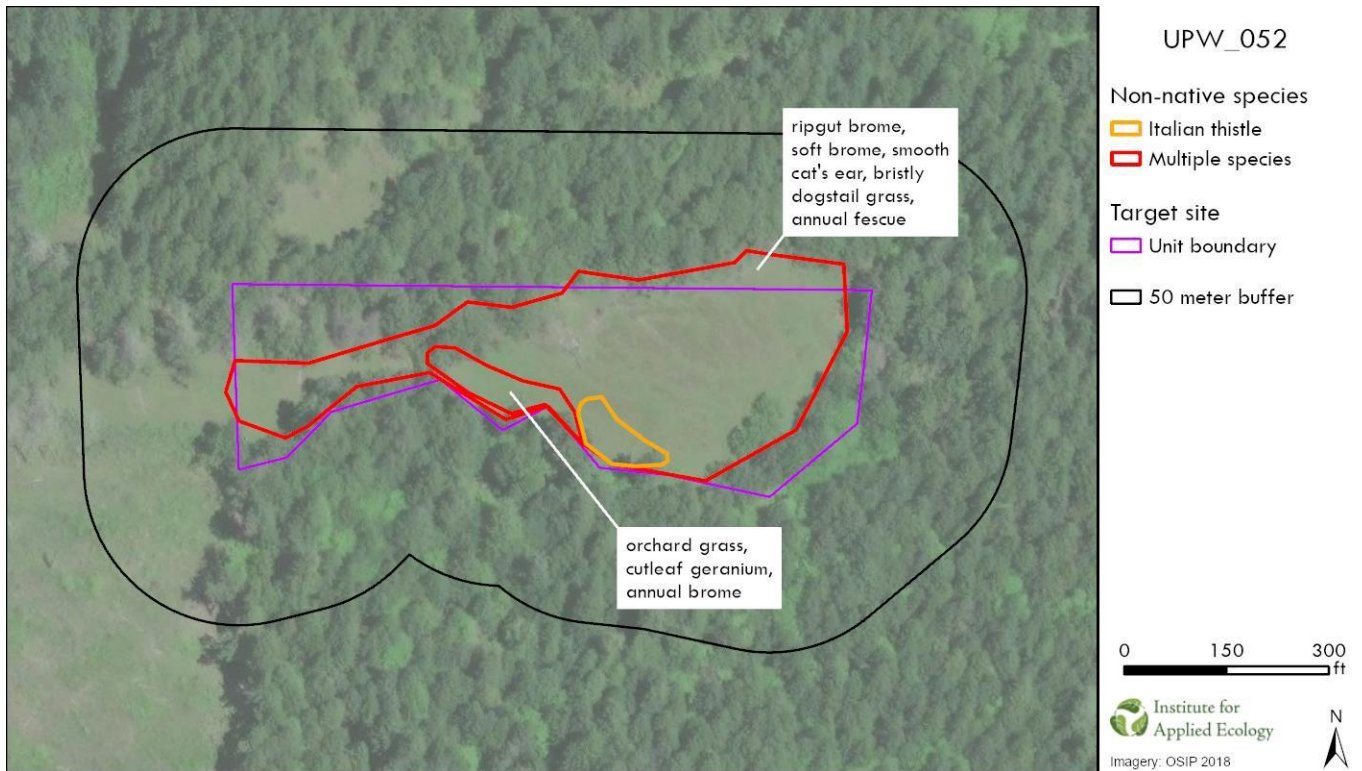 ripgut brome,
soft brome, smooth
cat's ear, bristly
dogstail grass,
annual fescue
orchard grass,
cutleaf geranium,
annual brome
UPW_052
Non-native species
Italian thistle
Multiple species
Target site
Unit boundary
50 meter buffer
0 150 300
ft
Institute for
Applied Ecology
N
Imagery: OSIP 2018